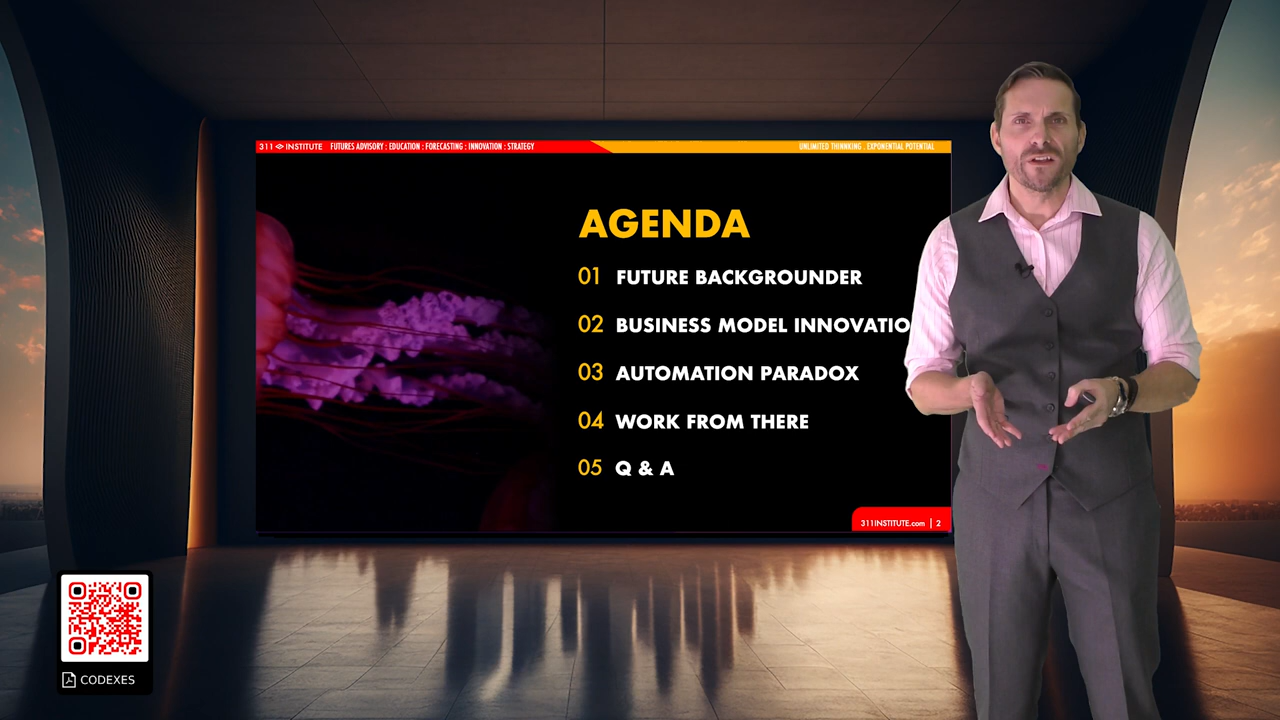 311 INSTITUTE FUTURES ADVISORY : EDUCATION : FORECASTING : INNOVATION : STRATEGY
UNLIMITED THINNKING . EXPONENTIAL POTENTIAL
AGENDA
01 FUTURE BACKGROUNDER
02 BUSINESS MODEL INNOVATIO
03 AUTOMATION PARADOX
04 WORK FROM THERE
05 Q & A
311INSTITUTE.com | 2
CODEXES